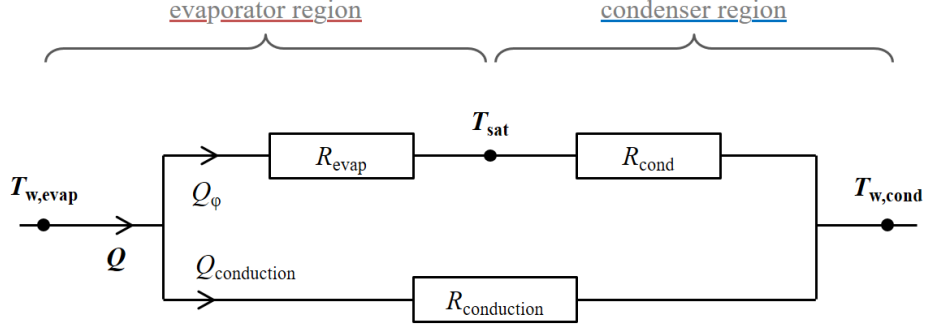 evaporator region
condenser region
T_sat
R_evap
R_cond
T_w,evap
Q_φ
T_w,cond
Q
Q_conduction
R_conduction